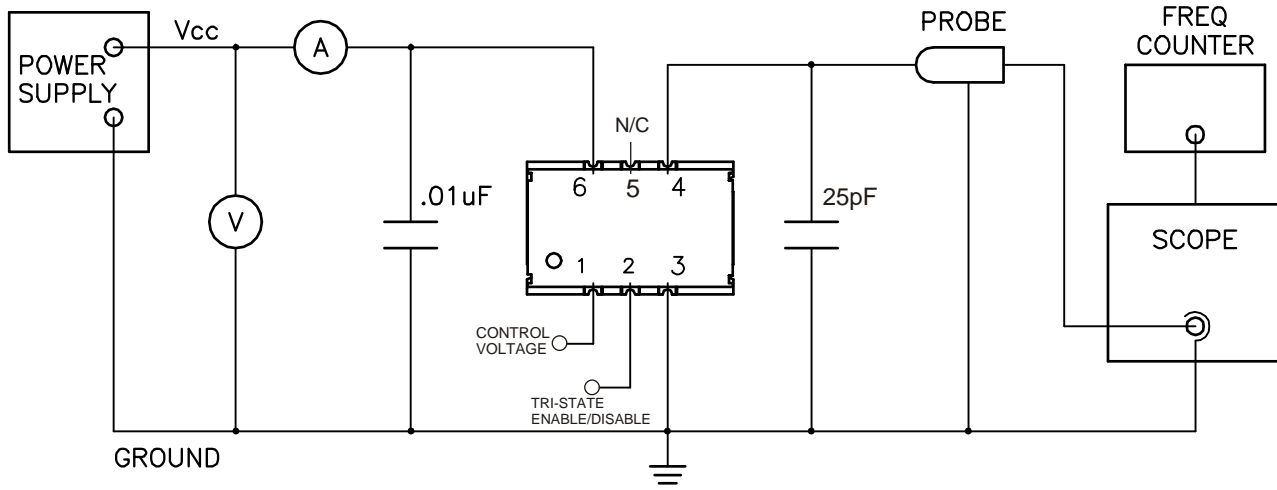 POWER
SUPPLY
Vcc
A
V
.01uF
N/C
6 5 4
1 2 3
CONTROL
VOLTAGE
TRI-STATE
ENABLE/DISABLE
25pF
PROBE
FREQ
COUNTER
SCOPE
GROUND